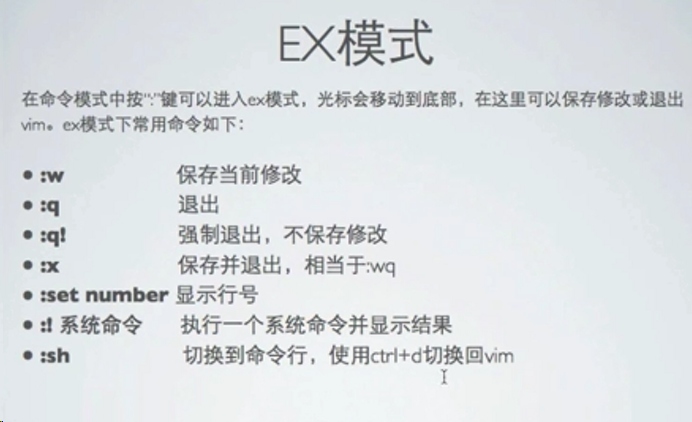 EX模式
在命令模式中按“:”键可以进入ex模式，光标会移动到底部，在这里可以保存修改或退出
vim。ex模式下常用命令如下：
• :w 保存当前修改
• :q 退出
• :q! 强制退出，不保存修改
• :x 保存并退出，相当于:wq
• :set number 显示行号
• :! 系统命令 执行一个系统命令并显示结果
• :sh 切换到命令行，使用ctrl+d切换回vim